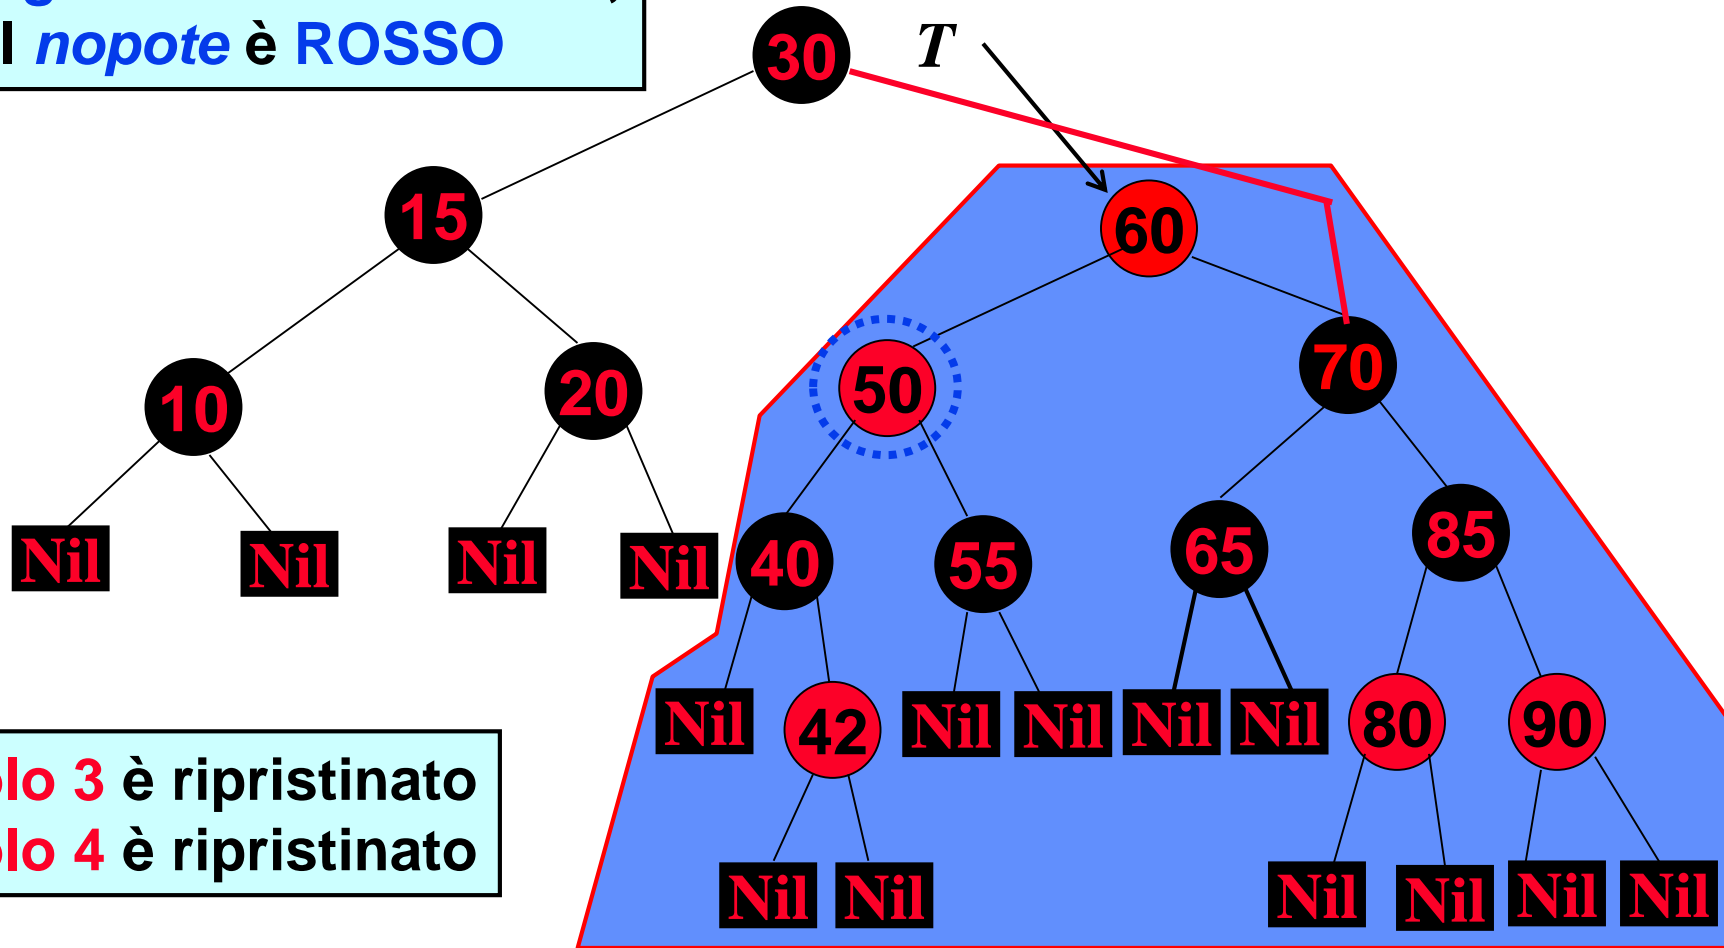 l nopote è ROSSO
T
30
15
60
10
20
50
70
Nil
Nil
Nil
Nil
40
55
65
85
Nil
42
Nil
Nil
Nil
Nil
80
90
Nil
Nil
Nil
Nil
Nil
Nil
lo 3 è ripristinato
lo 4 è ripristinato